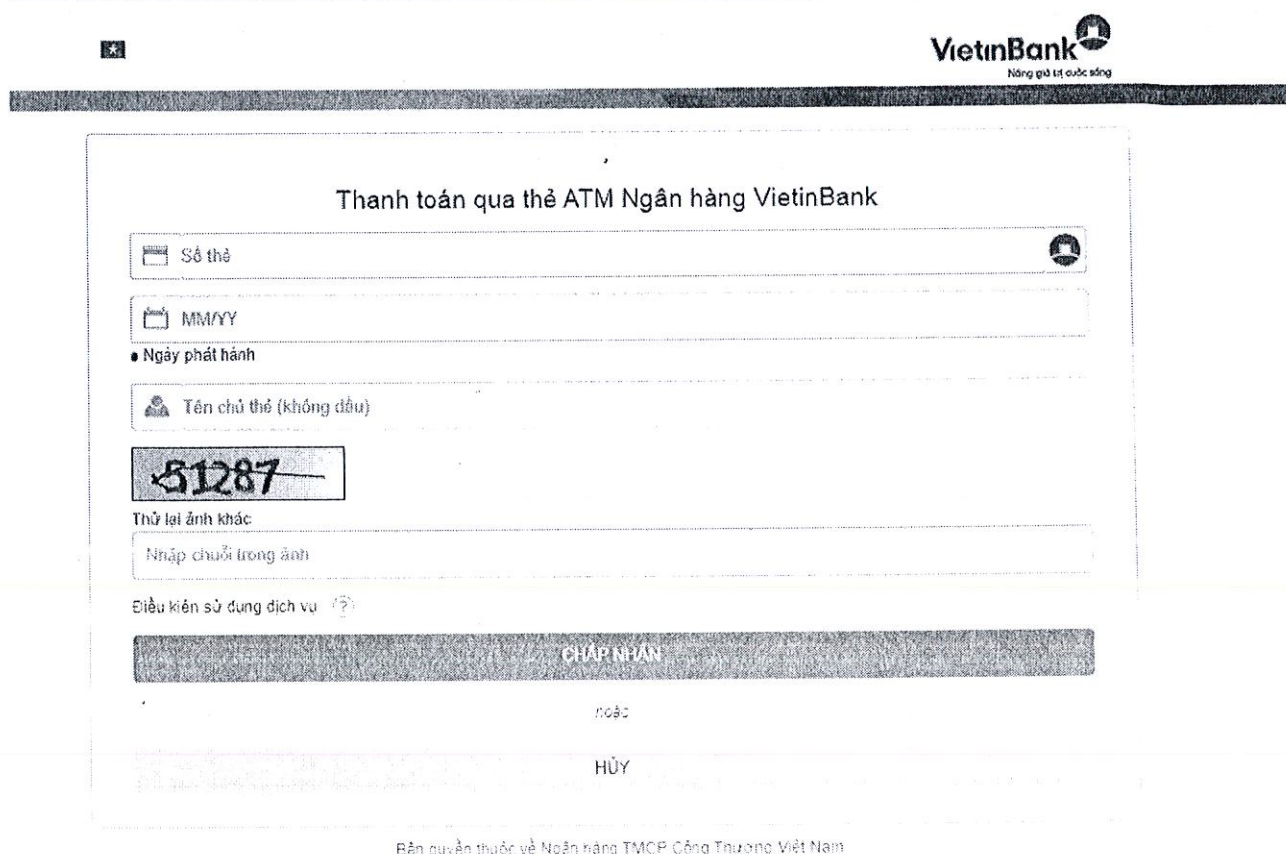 VietinBank
Nâng giá trị cuộc sống
Thanh toán qua thẻ ATM Ngân hàng VietinBank
Số thẻ
MM/YY
Ngày phát hành
Tên chủ thẻ (không dấu)
51287
Thử lại ảnh khác
Nhập chuỗi trong ảnh
Điều kiện sử dụng dịch vụ ?
CHẤP NHẬN
hoặc
HỦY
Bản quyền thuộc về Ngân hàng TMCP Công Thương Việt Nam